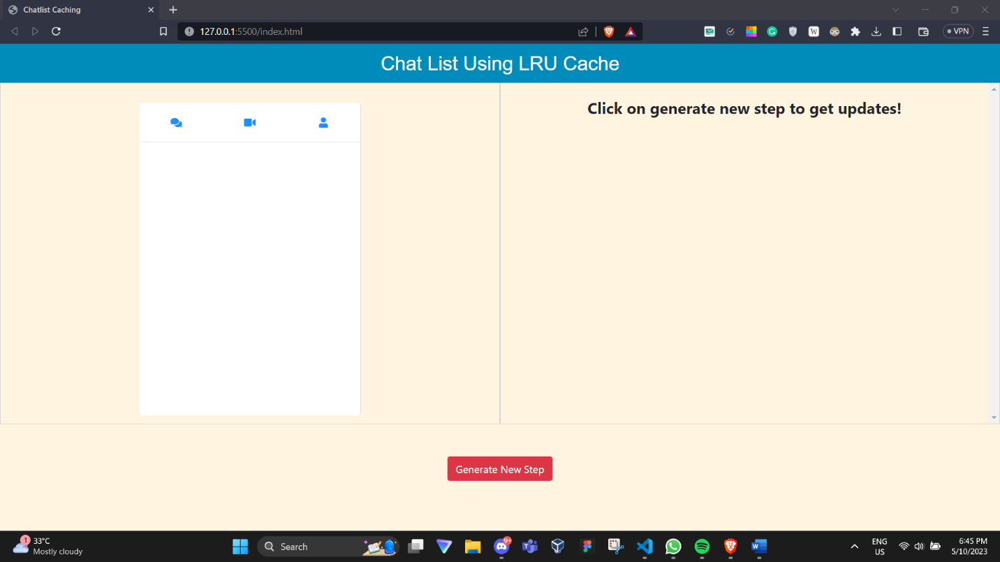 Chatlist Caching
127.0.0.1:5500/index.html
VPN
Chat List Using LRU Cache
Click on generate new step to get updates!
Generate New Step
1
33°C
Mostly cloudy
Search
9+
ENG
US
6:45 PM
5/10/2023